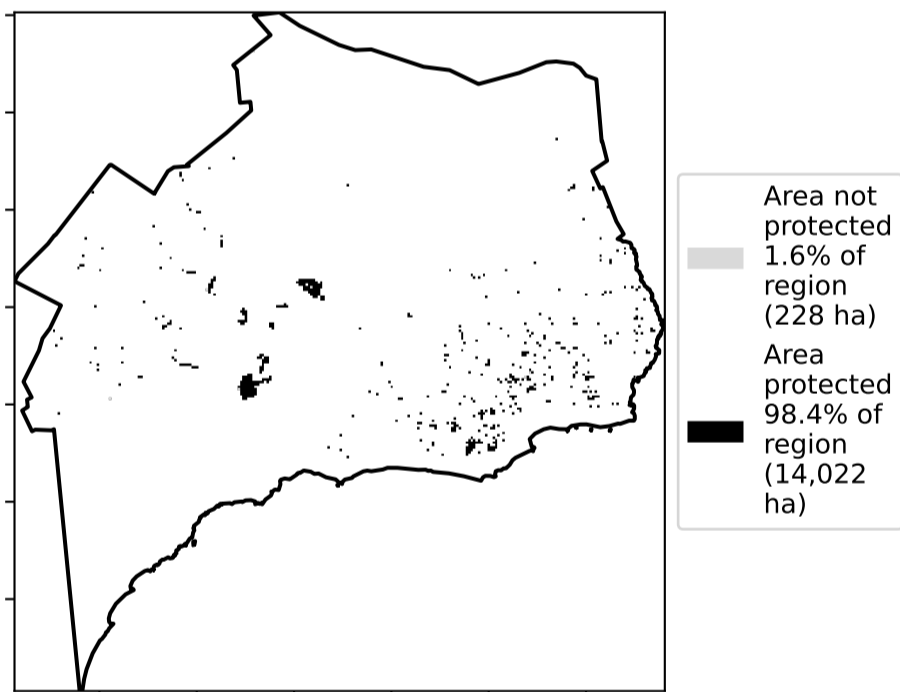 Area not
protected
1.6% of
region
(228 ha)
Area
protected
98.4% of
region
(14,022
ha)